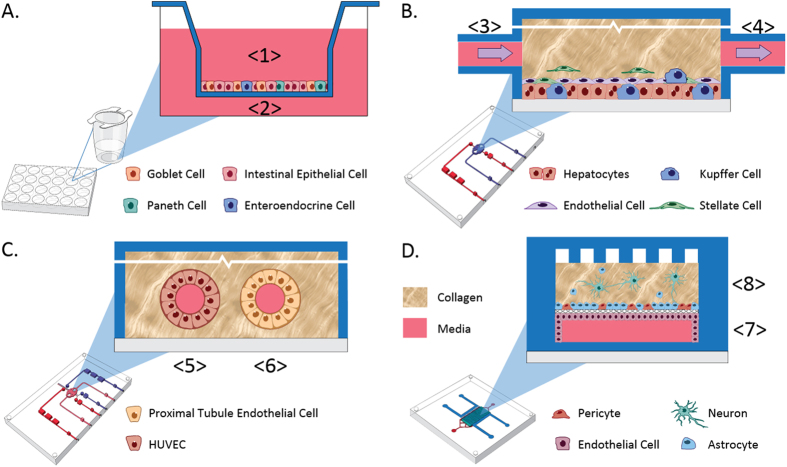 A.
<1>
<2>
Goblet Cell
Intestinal Epithelial Cell
Paneth Cell
Enteroendocrine Cell
B.
<3>
<4>
Hepatocytes
Kupffer Cell
Endothelial Cell
Stellate Cell
C.
<5>
<6>
Proximal Tubule Endothelial Cell
HUVEC
D.
Collagen
Media
<8>
<7>
Pericyte
Neuron
Endothelial Cell
Astrocyte